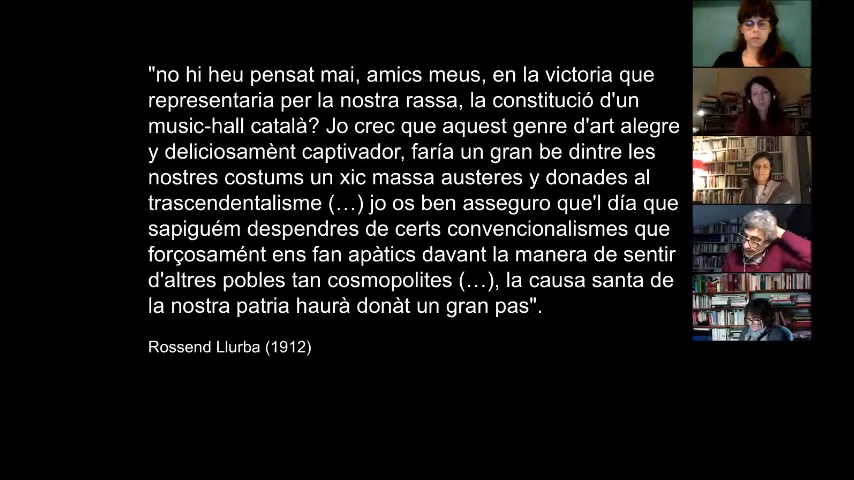 "no hi heu pensat mai, amics meus, en la victoria que
representaria per la nostra rassa, la constitució d'un
music-hall català? Jo crec que aquest genre d'art alegre
y deliciosamènt captivador, faría un gran be dintre les
nostres costums un xic massa austeres y donades al
trascendentalisme (…) jo os ben asseguro que'l día que
sapiguém despendres de certs convencionalismes que
forçosamént ens fan apàtics davant la manera de sentir
d'altres pobles tan cosmopolites (…), la causa santa de
la nostra patria haurà donàt un gran pas".
Rossend Llurba (1912)